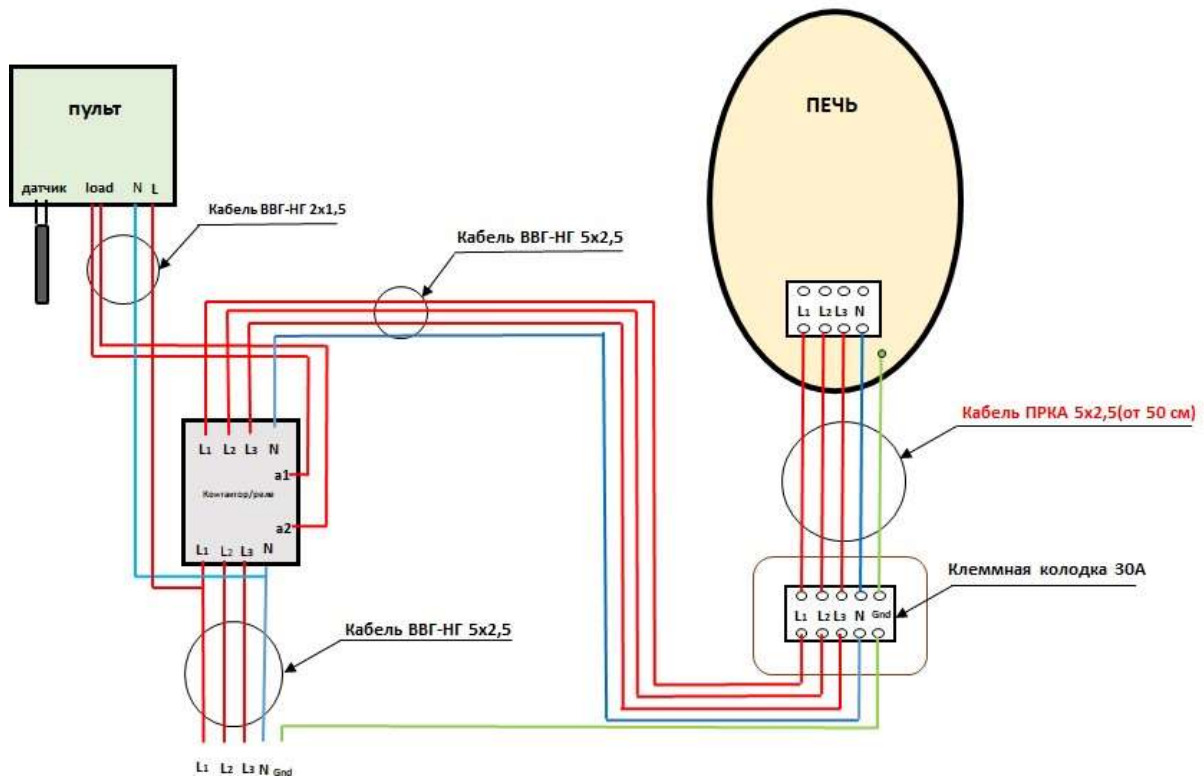 пульт
датчик load N L
Кабель ВВГ-НГ 2х1,5
Кабель ВВГ-НГ 5х2,5
ПЕЧЬ
L1 L2 L3 N
Кабель ПРКА 5х2,5(от 50 см)
L1 L2 L3 N
a1
Контактор/реле
a2
L1 L2 L3 N
Клеммная колодка 30А
L1 L2 L3 N Gnd
Кабель ВВГ-НГ 5х2,5
L1 L2 L3 N Gnd